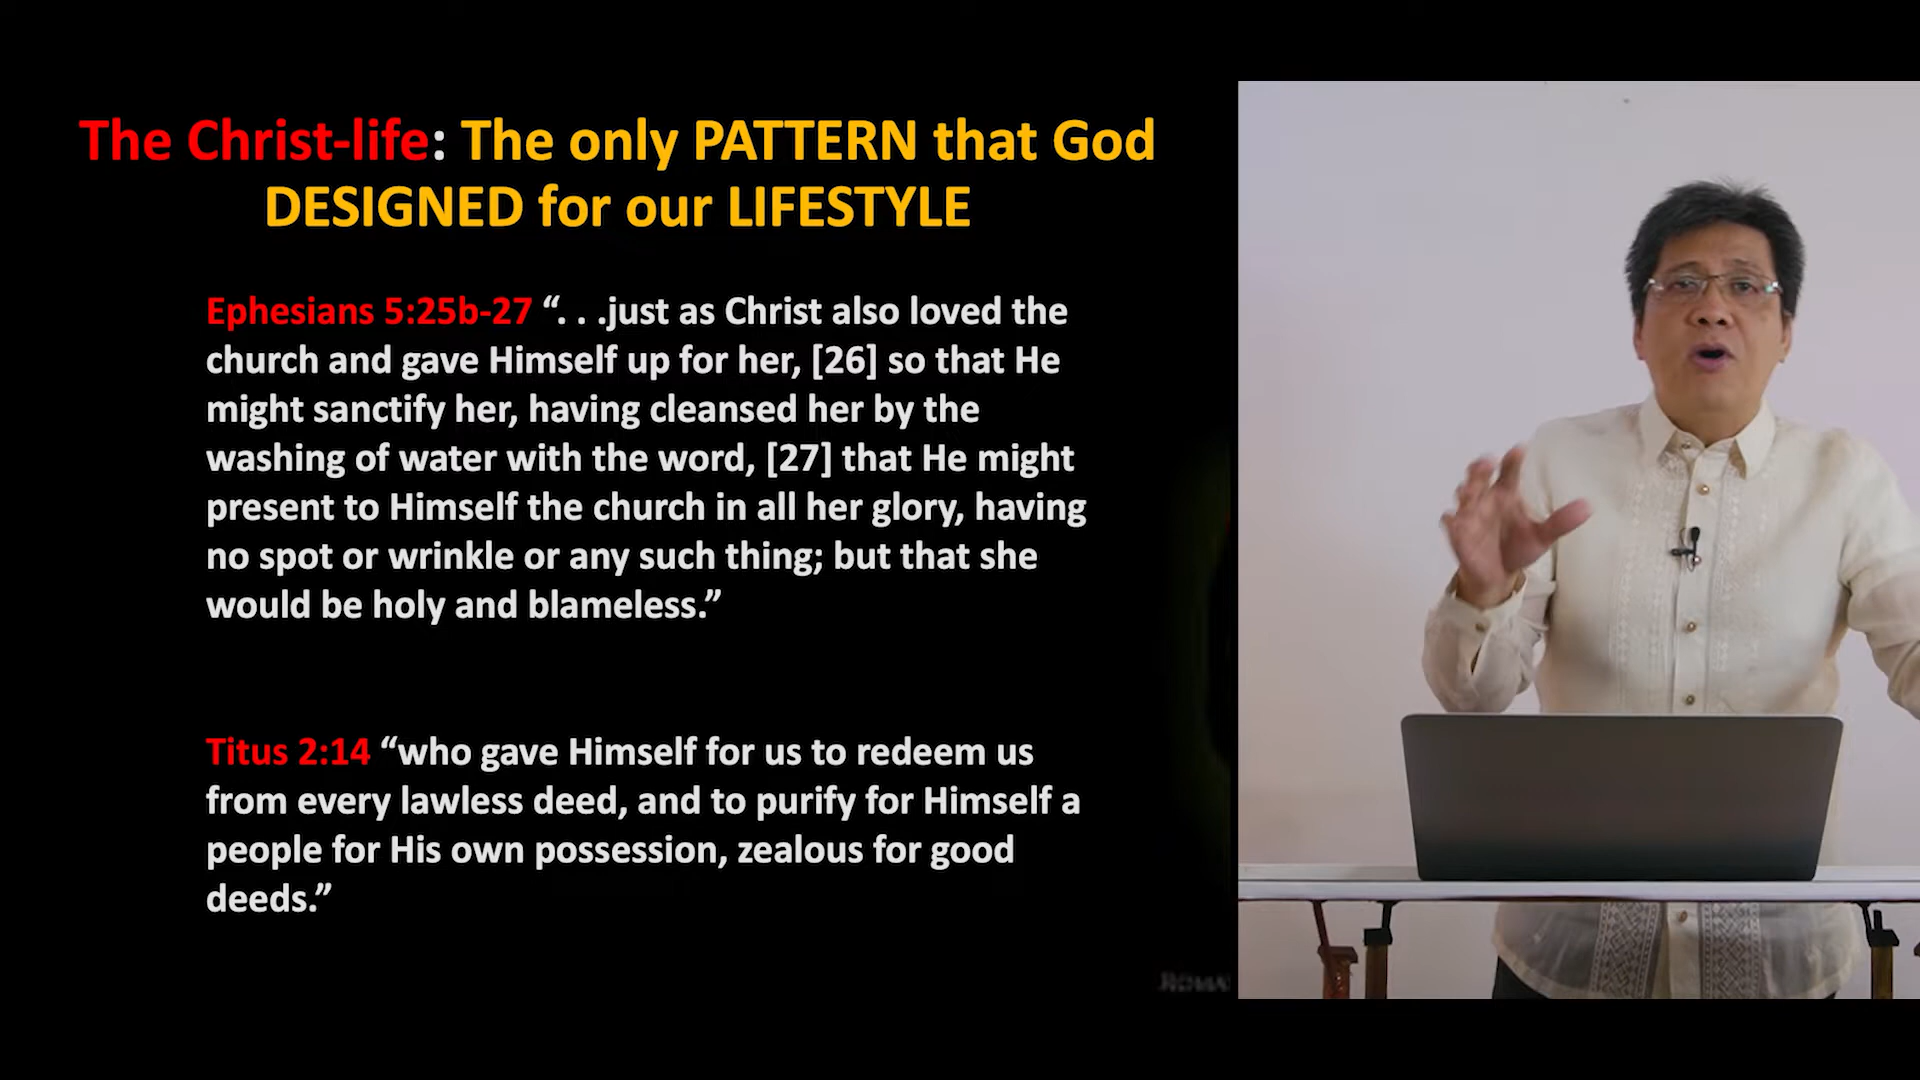 The Christ-life: The only PATTERN that God
DESIGNED for our LIFESTYLE
Ephesians 5:25b-27 “. . .just as Christ also loved the
church and gave Himself up for her, [26] so that He
might sanctify her, having cleansed her by the
washing of water with the word, [27] that He might
present to Himself the church in all her glory, having
no spot or wrinkle or any such thing; but that she
would be holy and blameless.”
Titus 2:14 “who gave Himself for us to redeem us
from every lawless deed, and to purify for Himself a
people for His own possession, zealous for good
deeds.”